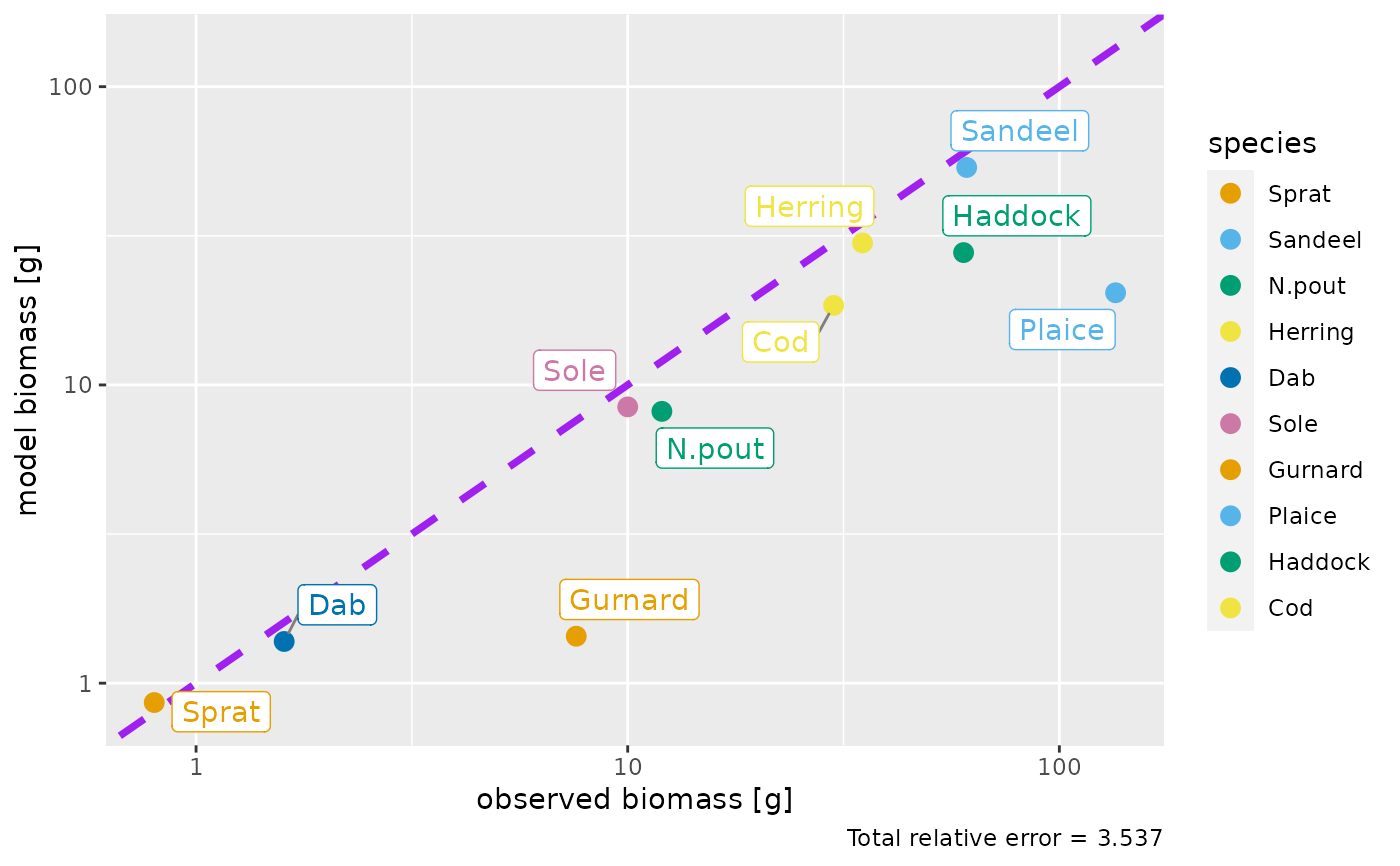 100
10
1
model biomass [g]
Sandeel
Herring
Haddock
Plaice
Cod
Sole
N.pout
Gurnard
Dab
Sprat
1
10
100
observed biomass [g]
Total relative error = 3.537
species
Sprat
Sandeel
N.pout
Herring
Dab
Sole
Gurnard
Plaice
Haddock
Cod